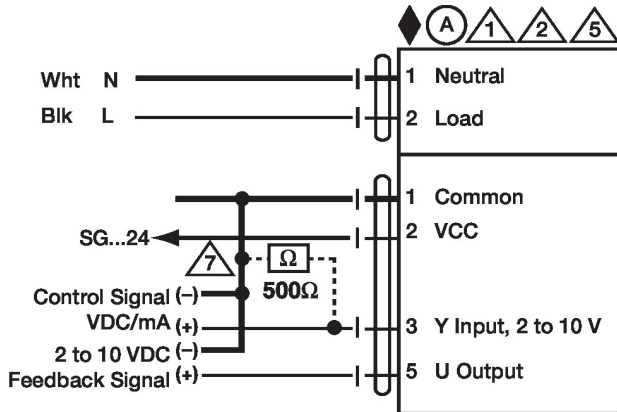 A 1 2 5
Wht N 1 Neutral
Blk L 2 Load
1 Common
SG...24 2 VCC
7 Ω
500Ω
Control Signal (-)
VDC/mA (+) 3 Y Input, 2 to 10 V
2 to 10 VDC (-)
Feedback Signal (+) 5 U Output